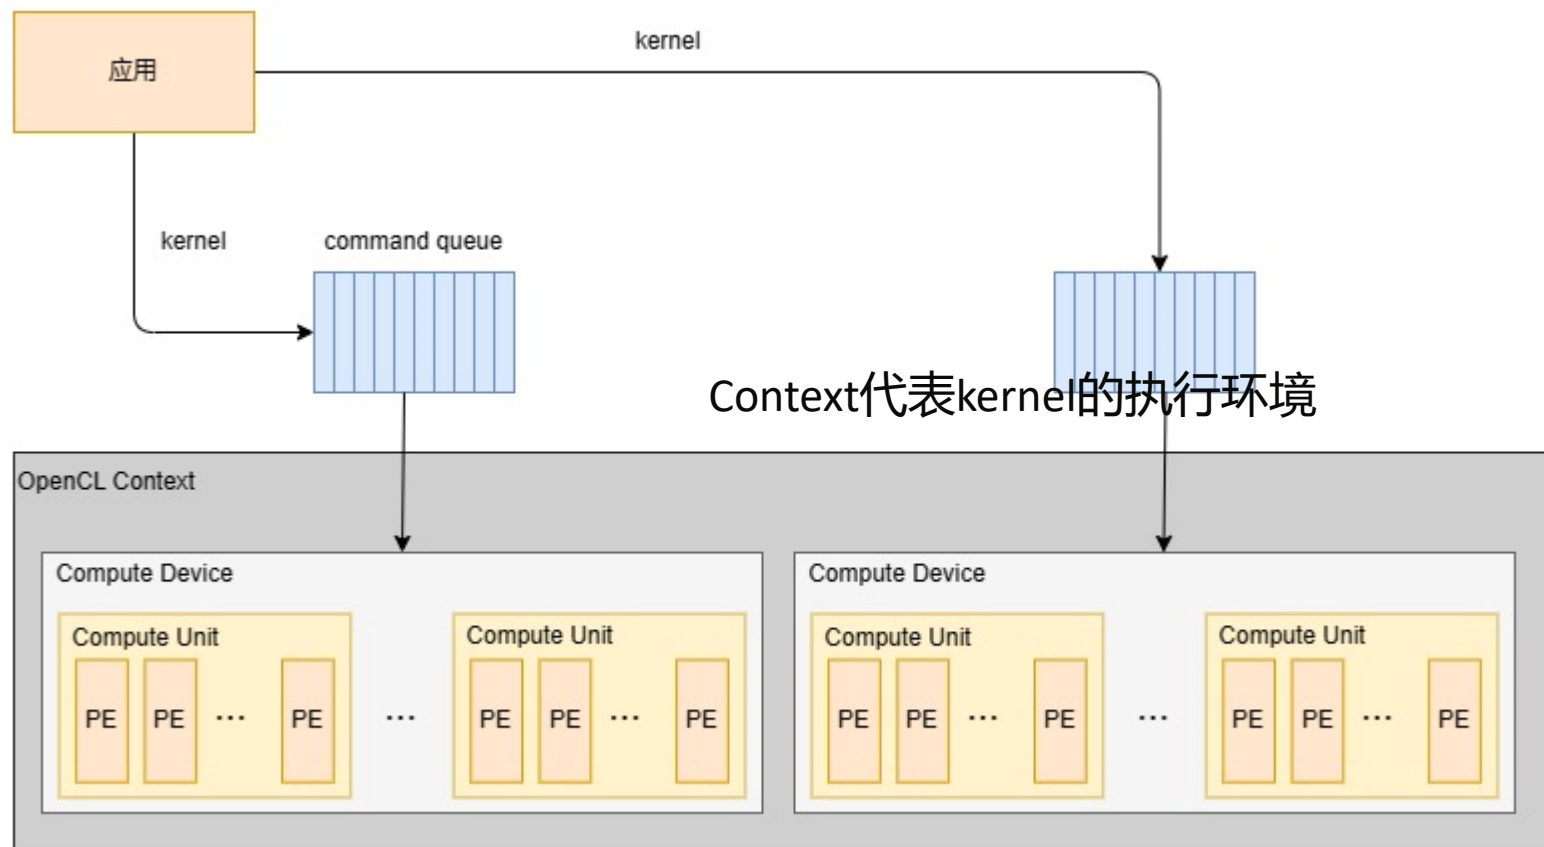 应用
kernel
kernel
command queue
Context代表kernel的执行环境
OpenCL Context
Compute Device
Compute Unit
PE PE ... PE
...
Compute Unit
PE PE ... PE
Compute Device
Compute Unit
PE PE ... PE
...
Compute Unit
PE PE ... PE